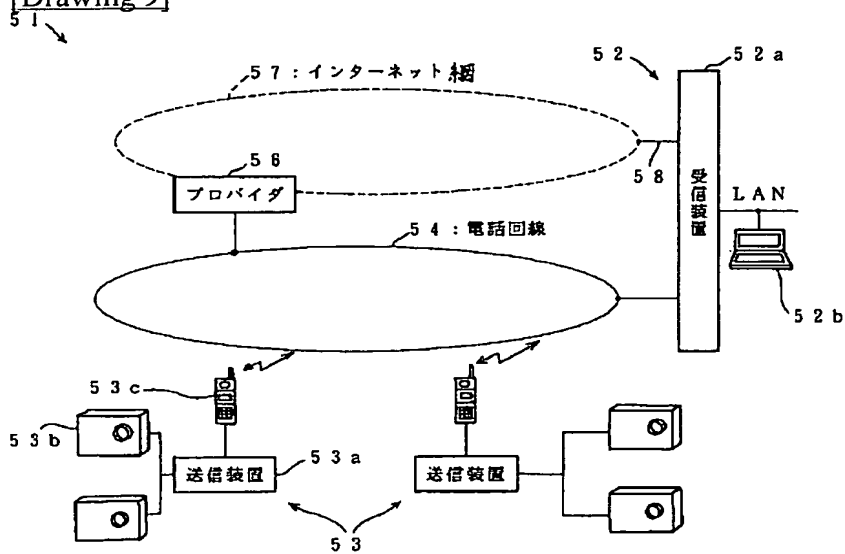 [Drawing 9]
51
57：インターネット網
52
52a
56
プロバイダ
58
受信装置
LAN
54：電話回線
52b
53c
53b
送信装置
53a
送信装置
53